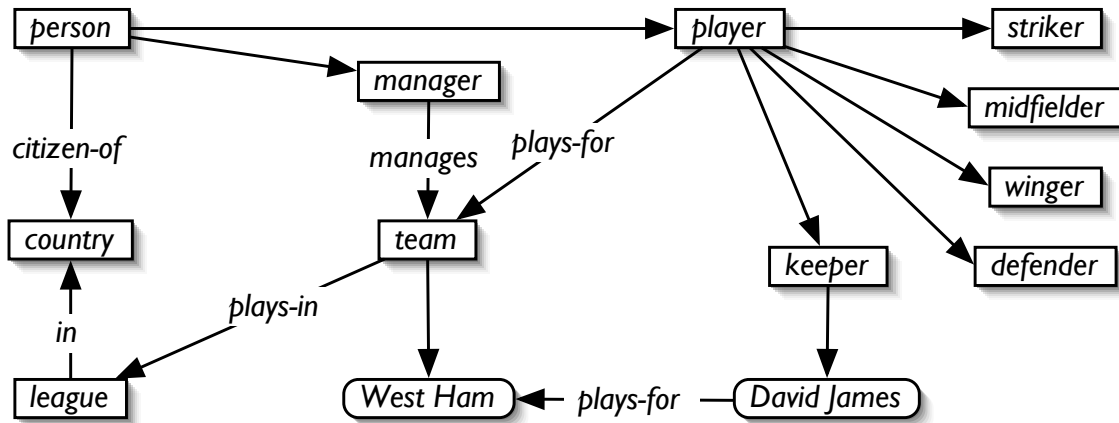 person
player
striker
manager
midfielder
citizen-of
manages
plays-for
winger
country
team
keeper
defender
plays-in
in
league
West Ham
plays-for
David James